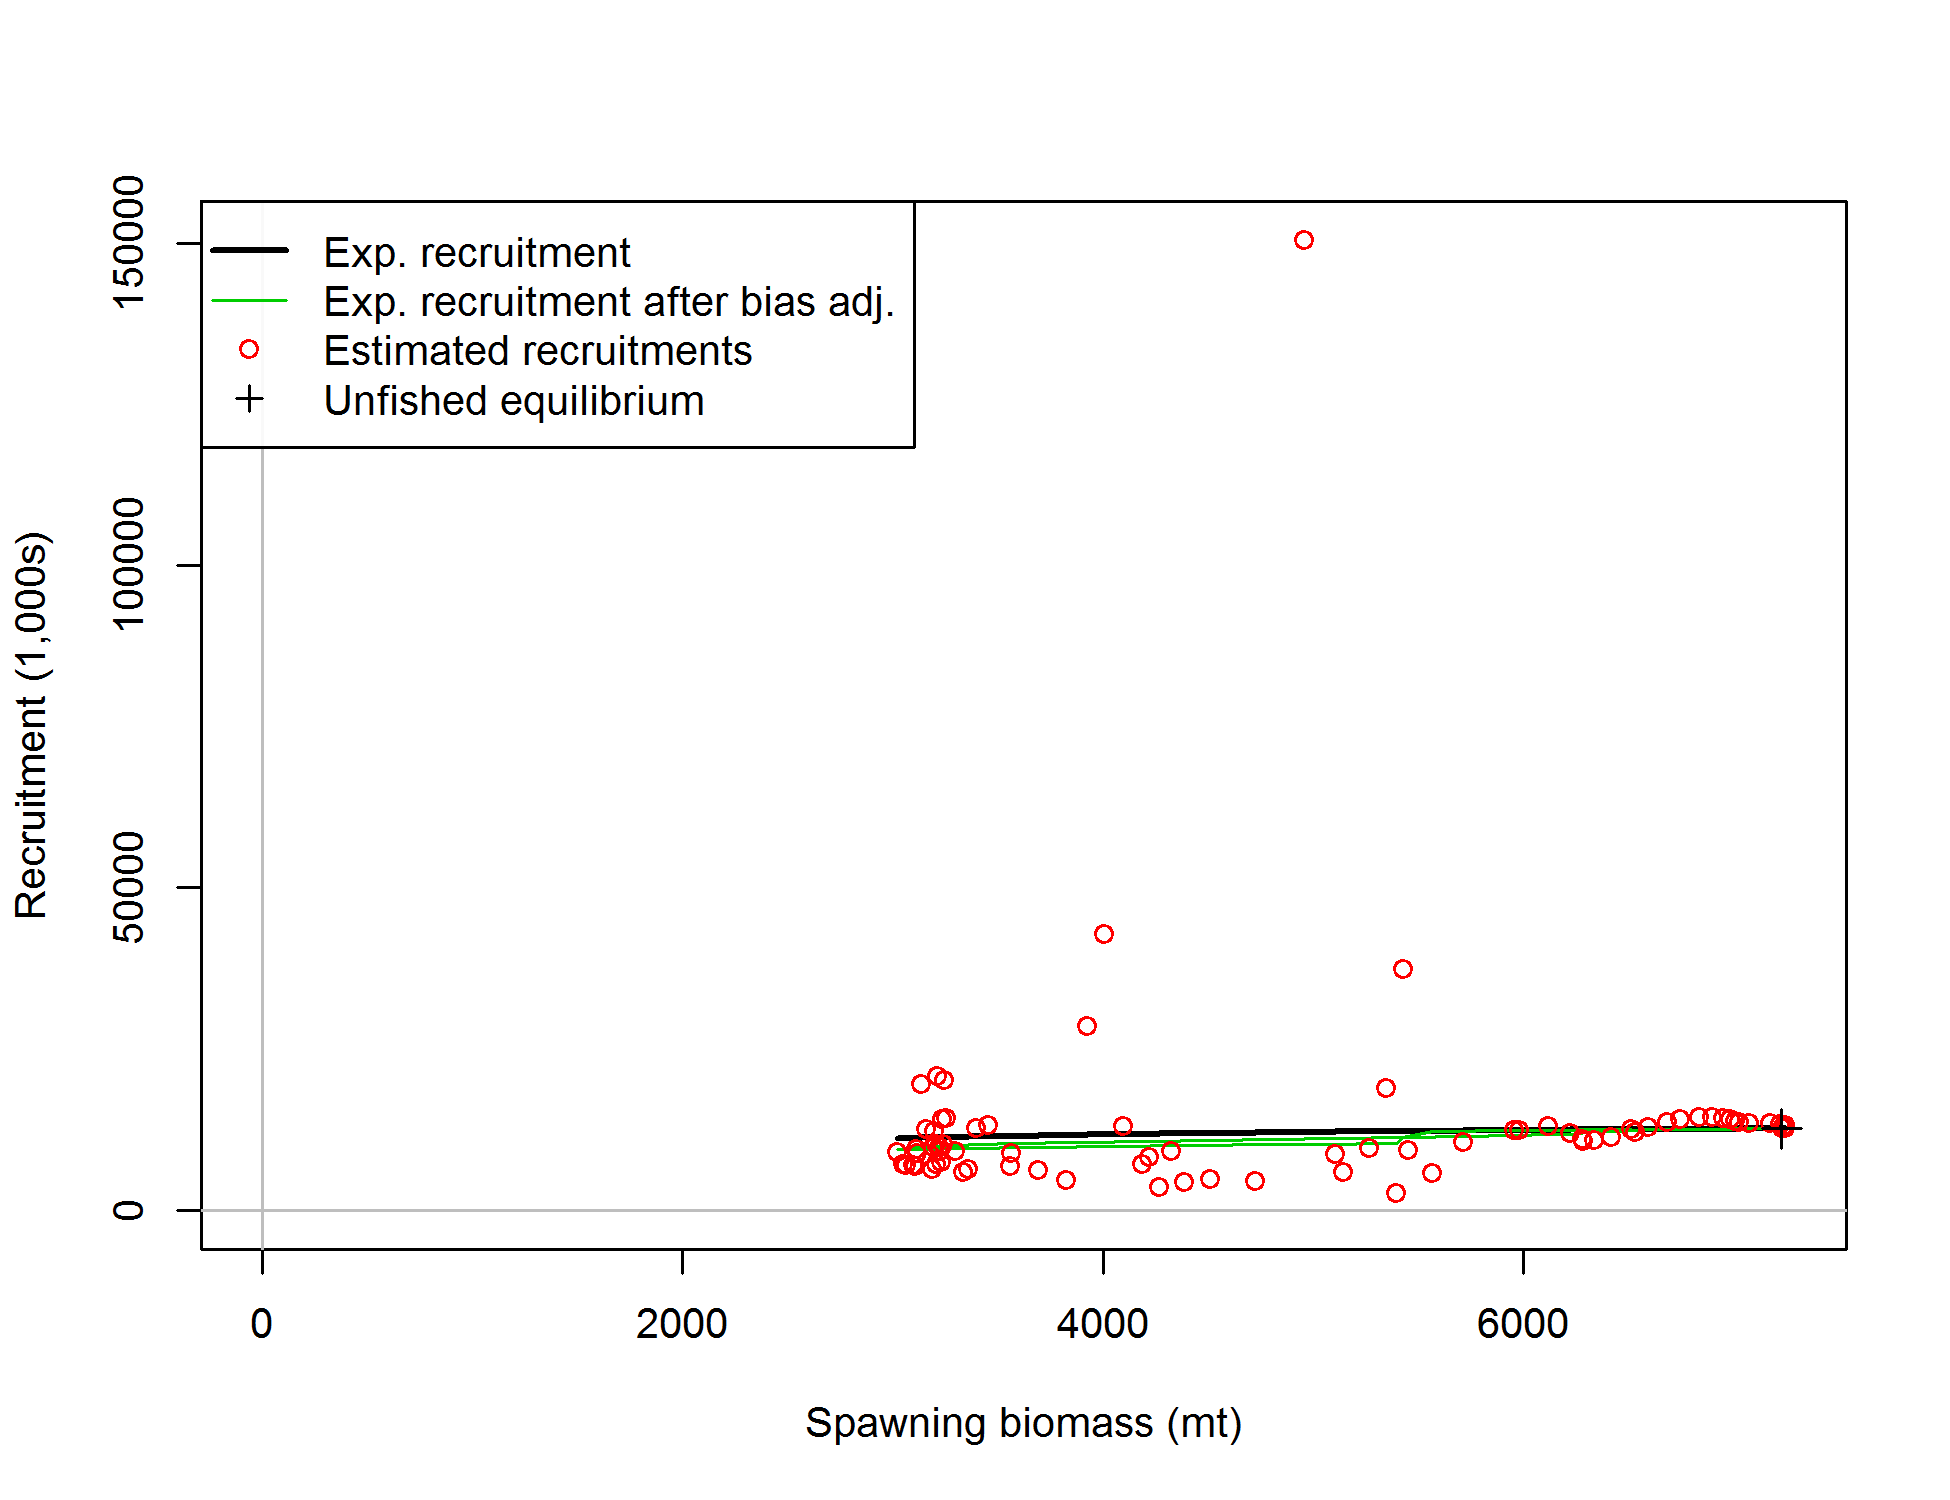 Exp. recruitment
Exp. recruitment after bias adj.
Estimated recruitments
Unfished equilibrium
150000
100000
50000
0
Recruitment (1,000s)
0 2000 4000 6000
Spawning biomass (mt)